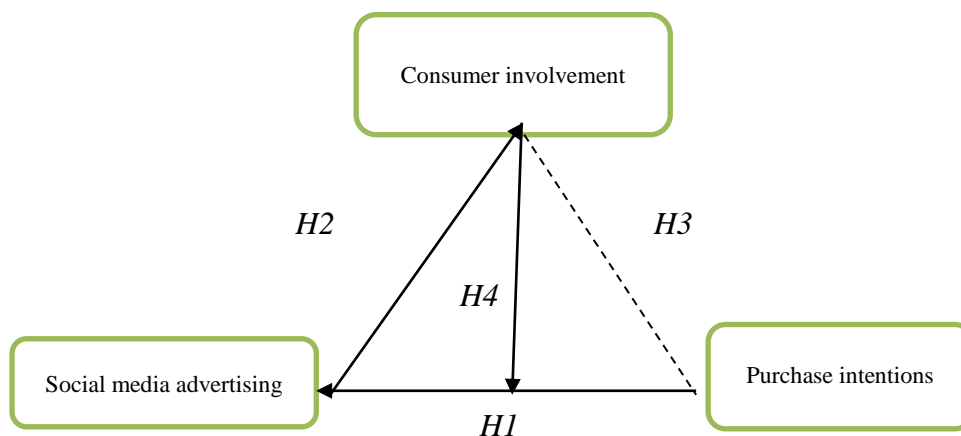 Consumer involvement
H2
H3
H4
Social media advertising
Purchase intentions
H1